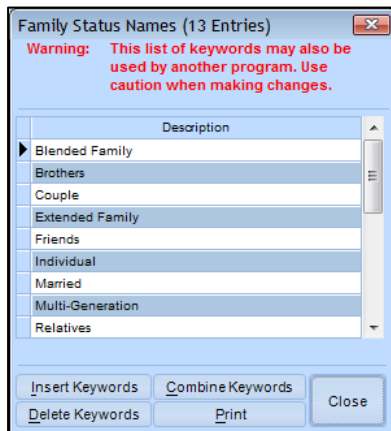 Family Status Names (13 Entries)
Warning: This list of keywords may also be
used by another program. Use
caution when making changes.
Description
Blended Family
Brothers
Couple
Extended Family
Friends
Individual
Married
Multi-Generation
Relatives
Insert Keywords Combine Keywords
Close
Delete Keywords Print